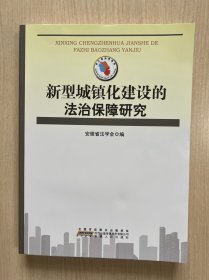 XINXING CHENGZHENHUA JIANSHE DE
FAZHI BAOZHANG YANJIU
新型城镇化建设的
法治保障研究
安徽省法学会◎编